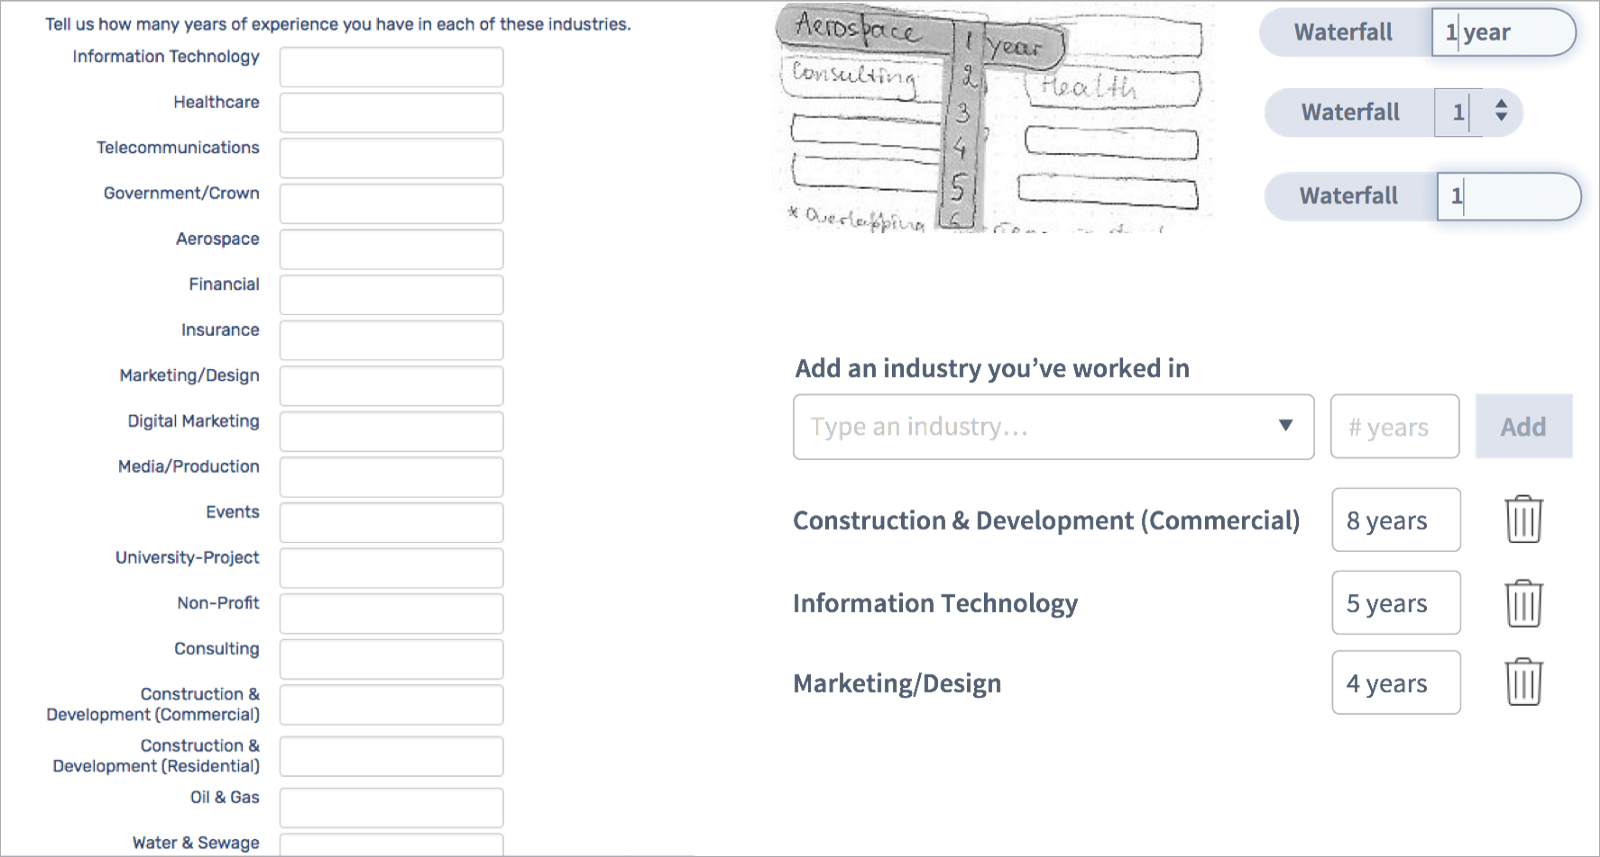 Tell us how many years of experience you have in each of these industries.
Information Technology
Healthcare
Telecommunications
Government/Crown
Aerospace
Financial
Insurance
Marketing/Design
Digital Marketing
Media/Production
Events
University-Project
Non-Profit
Consulting
Construction &
Development (Commercial)
Construction &
Development (Residential)
Oil & Gas
Water & Sewage
Aerospace 1 year
Consulting 2 Health
3
4
5
* Overlapping 6
Waterfall 1 year
Waterfall 1
Waterfall 1
Add an industry you’ve worked in
Type an industry... # years Add
Construction & Development (Commercial) 8 years
Information Technology 5 years
Marketing/Design 4 years